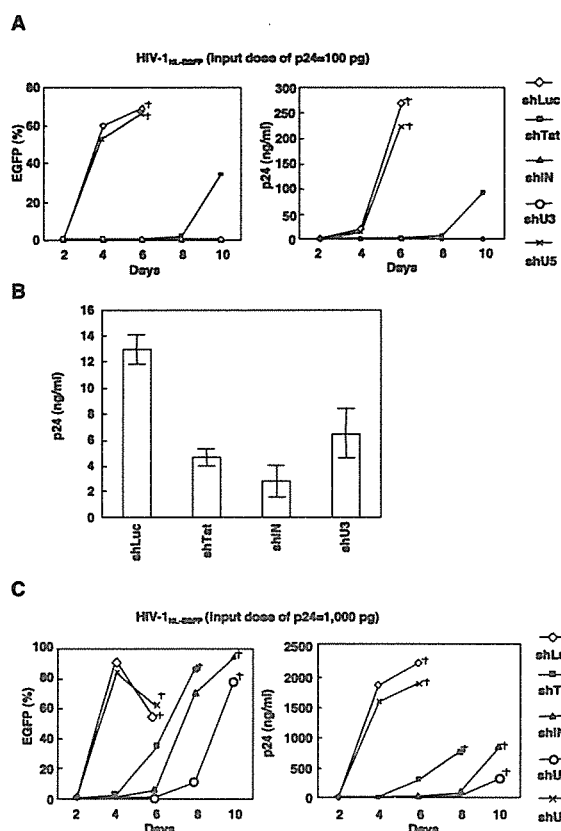 A
HIV-1NL-EGFP (input dose of p24=100 pg)
EGFP (%)
80
60
40
20
0
2 4 6 8 10
Days
† †
p24 (ng/ml)
300
250
200
150
100
50
0
2 4 6 8 10
Days
† †
shLuc
shTat
shIN
shU3
shU5
B
p24 (ng/ml)
16
14
12
10
8
6
4
2
0
shLuc shTat shIN shU3
C
HIV-1NL-EGFP (input dose of p24=1,000 pg)
EGFP (%)
100
80
60
40
20
0
2 4 6 8 10
Days
† † † † †
p24 (ng/ml)
2500
2000
1500
1000
500
0
2 4 6 8 10
Days
† † † † †
shLu
shT
shIN
shU
shU